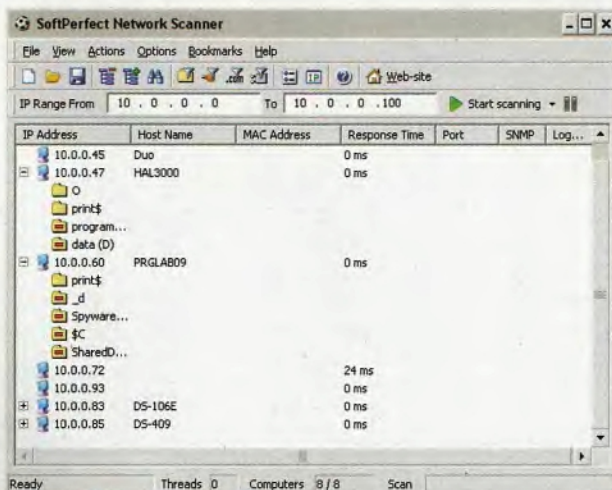 SoftPerfect Network Scanner
File View Actions Options Bookmarks Help
Web-site
IP Range From 10 . 0 . 0 . 0 To 10 . 0 . 0 .100 Start scanning
IP Address Host Name MAC Address Response Time Port SNMP Log...
10.0.0.45 Duo 0 ms
10.0.0.47 HAL3000 0 ms
O
print$
program...
data (D)
10.0.0.60 PRGLAB09 0 ms
print$
_d
Spyware...
$C
SharedD...
10.0.0.72 24 ms
10.0.0.93 0 ms
10.0.0.83 DS-106E 0 ms
10.0.0.85 DS-409 0 ms
Ready Threads 0 Computers 8 / 8 Scan